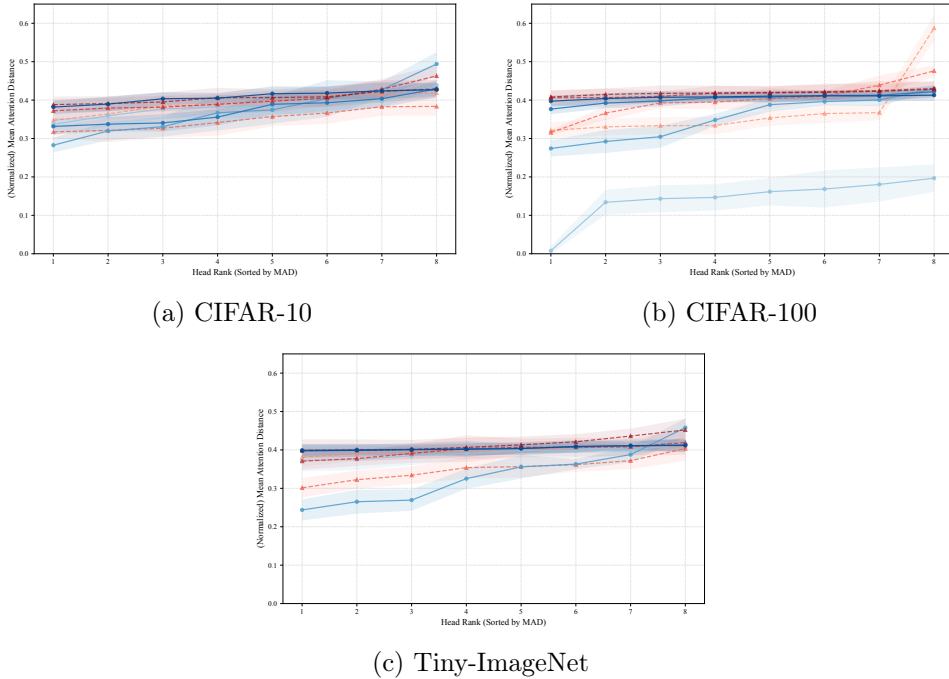 0.6
0.5
0.4
0.3
0.2
0.1
0.0
(Normalized) Mean Attention Distance
1 2 3 4 5 6 7 8
Head Rank (Sorted by MAD)
(a) CIFAR-10
0.6
0.5
0.4
0.3
0.2
0.1
0.0
(Normalized) Mean Attention Distance
1 2 3 4 5 6 7 8
Head Rank (Sorted by MAD)
(b) CIFAR-100
0.6
0.5
0.4
0.3
0.2
0.1
0.0
(Normalized) Mean Attention Distance
1 2 3 4 5 6 7 8
Head Rank (Sorted by MAD)
(c) Tiny-ImageNet